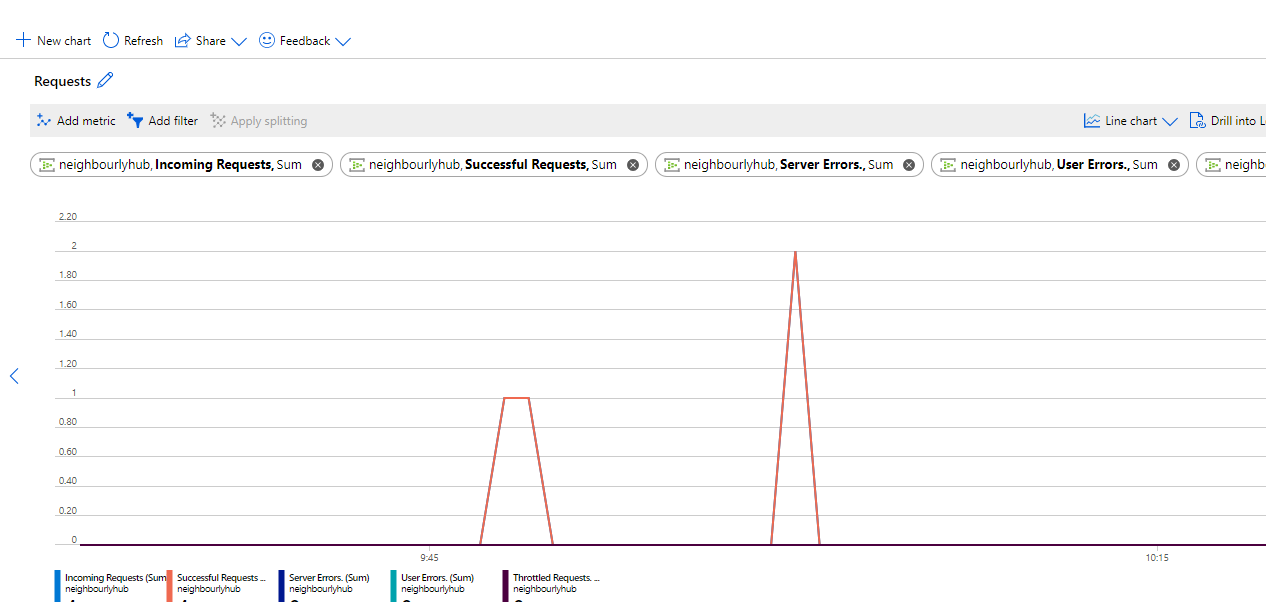 New chart Refresh Share Feedback
Requests
Add metric Add filter Apply splitting Line chart Drill into L
neighbourlyhub, Incoming Requests, Sum neighbourlyhub, Successful Requests, Sum neighbourlyhub, Server Errors., Sum neighbourlyhub, User Errors., Sum neighb
2.20
2
1.80
1.60
1.40
1.20
1
0.80
0.60
0.40
0.20
0
9:45 10:15
Incoming Requests (Sum Successful Requests ... Server Errors. (Sum) User Errors. (Sum) Throttled Requests. ...
neighbourlyhub neighbourlyhub neighbourlyhub neighbourlyhub neighbourlyhub